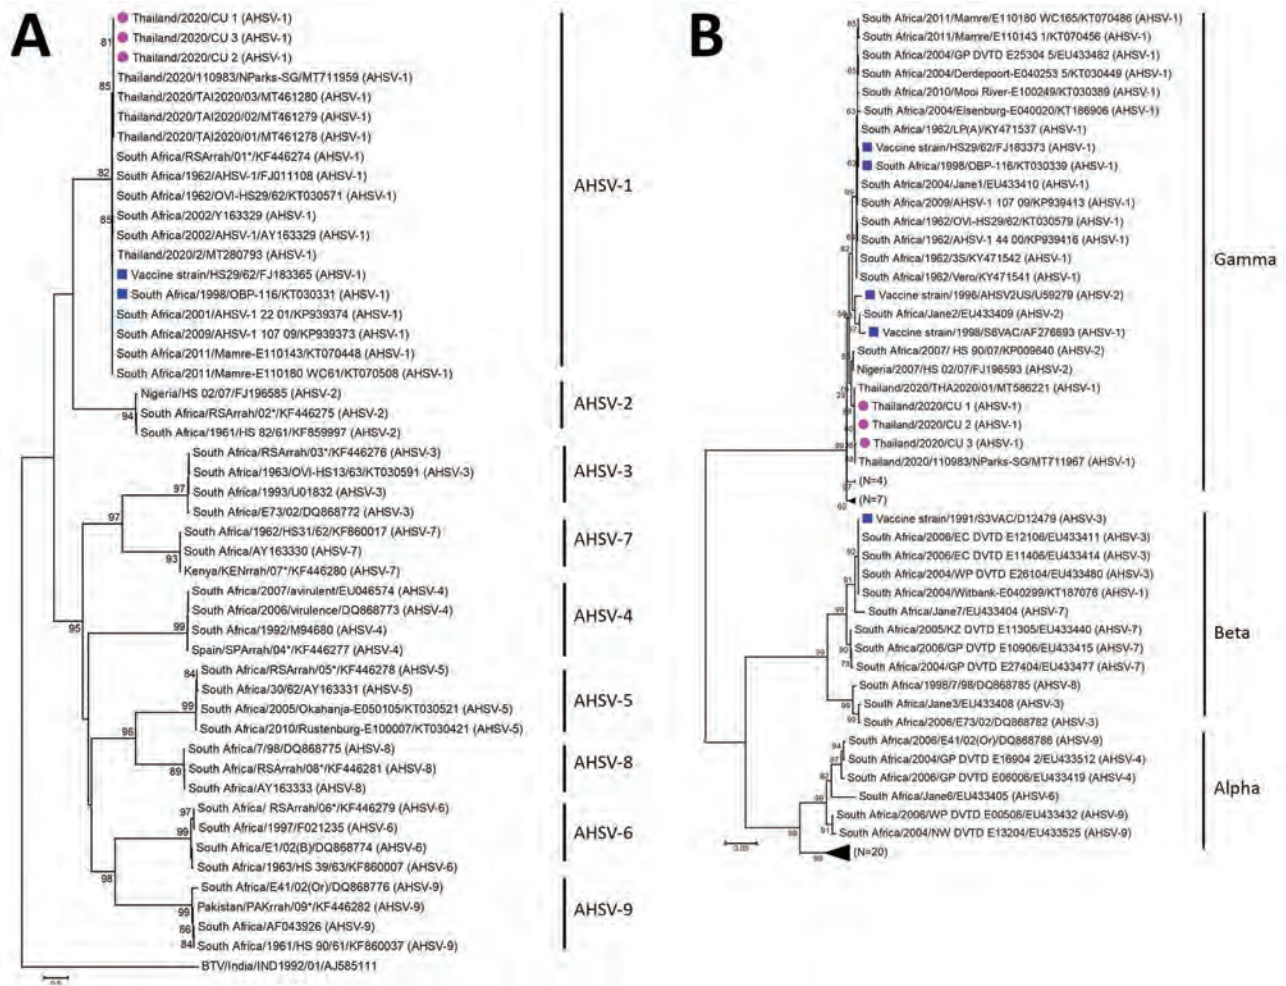 A
Thailand/2020/CU 1 (AHSV-1)
Thailand/2020/CU 3 (AHSV-1)
81
Thailand/2020/CU 2 (AHSV-1)
Thailand/2020/110983/NParks-SG/MT711959 (AHSV-1)
85
Thailand/2020/TAI2020/03/MT461280 (AHSV-1)
Thailand/2020/TAI2020/02/MT461279 (AHSV-1)
Thailand/2020/TAI2020/01/MT461278 (AHSV-1)
South Africa/RSArrah/01*/KF446274 (AHSV-1)
82
South Africa/1962/AHSV-1/FJ011108 (AHSV-1)
AHSV-1
South Africa/1962/OVI-HS29/62/KT030571 (AHSV-1)
South Africa/2002/Y163329 (AHSV-1)
85
South Africa/2002/AHSV-1/AY163329 (AHSV-1)
Thailand/2020/2/MT280793 (AHSV-1)
Vaccine strain/HS29/62/FJ183365 (AHSV-1)
South Africa/1998/OBP-116/KT030331 (AHSV-1)
South Africa/2001/AHSV-1 22 01/KP939374 (AHSV-1)
South Africa/2009/AHSV-1 107 09/KP939373 (AHSV-1)
South Africa/2011/Mamre-E110143/KT070448 (AHSV-1)
South Africa/2011/Mamre-E110180 WC61/KT070508 (AHSV-1)
Nigeria/HS 02/07/FJ196585 (AHSV-2)
94
South Africa/RSArrah/02*/KF446275 (AHSV-2)
AHSV-2
South Africa/1961/HS 82/61/KF859997 (AHSV-2)
South Africa/RSArrah/03*/KF446276 (AHSV-3)
South Africa/1963/OVI-HS13/63/KT030591 (AHSV-3)
AHSV-3
97
South Africa/1993/U01832 (AHSV-3)
South Africa/E73/02/DQ868772 (AHSV-3)
97
South Africa/1962/HS31/62/KF860017 (AHSV-7)
South Africa/AY163330 (AHSV-7)
AHSV-7
93
Kenya/KENrrah/07*/KF446280 (AHSV-7)
South Africa/2007/avirulent/EU046574 (AHSV-4)
South Africa/2006/virulence/DQ868773 (AHSV-4)
AHSV-4
95
99
South Africa/1992/M94680 (AHSV-4)
Spain/SPArrah/04*/KF446277 (AHSV-4)
84
South Africa/RSArrah/05*/KF446278 (AHSV-5)
South Africa/30/62/AY163331 (AHSV-5)
AHSV-5
99
South Africa/2005/Okahanja-E050105/KT030521 (AHSV-5)
South Africa/2010/Rustenburg-E100007/KT030421 (AHSV-5)
96
South Africa/7/98/DQ868775 (AHSV-8)
South Africa/RSArrah/08*/KF446281 (AHSV-8)
AHSV-8
89
South Africa/AY163333 (AHSV-8)
97
South Africa/ RSArrah/06*/KF446279 (AHSV-6)
99
South Africa/1997/F021235 (AHSV-6)
AHSV-6
South Africa/E1/02(B)/DQ868774 (AHSV-6)
South Africa/1963/HS 39/63/KF860007 (AHSV-6)
98
South Africa/E41/02(Or)/DQ868776 (AHSV-9)
99
Pakistan/PAKrrah/09*/KF446282 (AHSV-9)
AHSV-9
86
South Africa/AF043926 (AHSV-9)
84
South Africa/1961/HS 90/61/KF860037 (AHSV-9)
BTV/India/IND1992/01/AJ585111
B
South Africa/2011/Mamre/E110180 WC165/KT070486 (AHSV-1)
South Africa/2011/Mamre/E110143 1/KT070456 (AHSV-1)
South Africa/2004/GP DVTD E25304 5/EU433482 (AHSV-1)
South Africa/2004/Derdepoort-E040253 5/KT030449 (AHSV-1)
South Africa/2010/Mooi River-E100249/KT030389 (AHSV-1)
63
South Africa/2004/Elsenburg-E040020/KT186906 (AHSV-1)
South Africa/1962/LP(A)/KY471537 (AHSV-1)
Vaccine strain/HS29/62/FJ183373 (AHSV-1)
South Africa/1998/OBP-116/KT030339 (AHSV-1)
South Africa/2004/Jane1/EU433410 (AHSV-1)
South Africa/2009/AHSV-1 107 09/KP939413 (AHSV-1)
South Africa/1962/OVI-HS29/62/KT030579 (AHSV-1)
South Africa/1962/AHSV-1 44 00/KP939416 (AHSV-1)
82
South Africa/1962/3S/KY471542 (AHSV-1)
Gamma
South Africa/1962/Vero/KY471541 (AHSV-1)
Vaccine strain/1996/AHSV2US/U59279 (AHSV-2)
South Africa/Jane2/EU433409 (AHSV-2)
97
Vaccine strain/1998/S6VAC/AF276693 (AHSV-1)
South Africa/2007/ HS 90/07/KP009640 (AHSV-2)
Nigeria/2007/HS 02/07/FJ196593 (AHSV-2)
Thailand/2020/THA2020/01/MT586221 (AHSV-1)
Thailand/2020/CU 1 (AHSV-1)
Thailand/2020/CU 2 (AHSV-1)
Thailand/2020/CU 3 (AHSV-1)
Thailand/2020/110983/NParks-SG/MT711967 (AHSV-1)
(N=4)
(N=7)
62
Vaccine strain/1991/S3VAC/D12479 (AHSV-3)
South Africa/2006/EC DVTD E12106/EU433411 (AHSV-3)
92
South Africa/2006/EC DVTD E11406/EU433414 (AHSV-3)
91
South Africa/2004/WP DVTD E26104/EU433480 (AHSV-3)
South Africa/2004/Witbank-E040299/KT187076 (AHSV-1)
99
South Africa/Jane7/EU433404 (AHSV-7)
South Africa/2005/KZ DVTD E11305/EU433440 (AHSV-7)
Beta
99
90
South Africa/2006/GP DVTD E10906/EU433415 (AHSV-7)
73
South Africa/2004/GP DVTD E27404/EU433477 (AHSV-7)
South Africa/1998/7/98/DQ868785 (AHSV-8)
South Africa/Jane3/EU433408 (AHSV-3)
99
South Africa/2006/E73/02/DQ868782 (AHSV-3)
94
South Africa/2006/E41/02(Or)/DQ868786 (AHSV-9)
87
South Africa/2004/GP DVTD E16904 2/EU433512 (AHSV-4)
82
South Africa/2006/GP DVTD E06006/EU433419 (AHSV-4)
Alpha
99
South Africa/Jane6/EU433405 (AHSV-6)
South Africa/2006/WP DVTD E00506/EU433432 (AHSV-9)
91
South Africa/2004/NW DVTD E13204/EU433525 (AHSV-9)
99
0.05
(N=20)
99